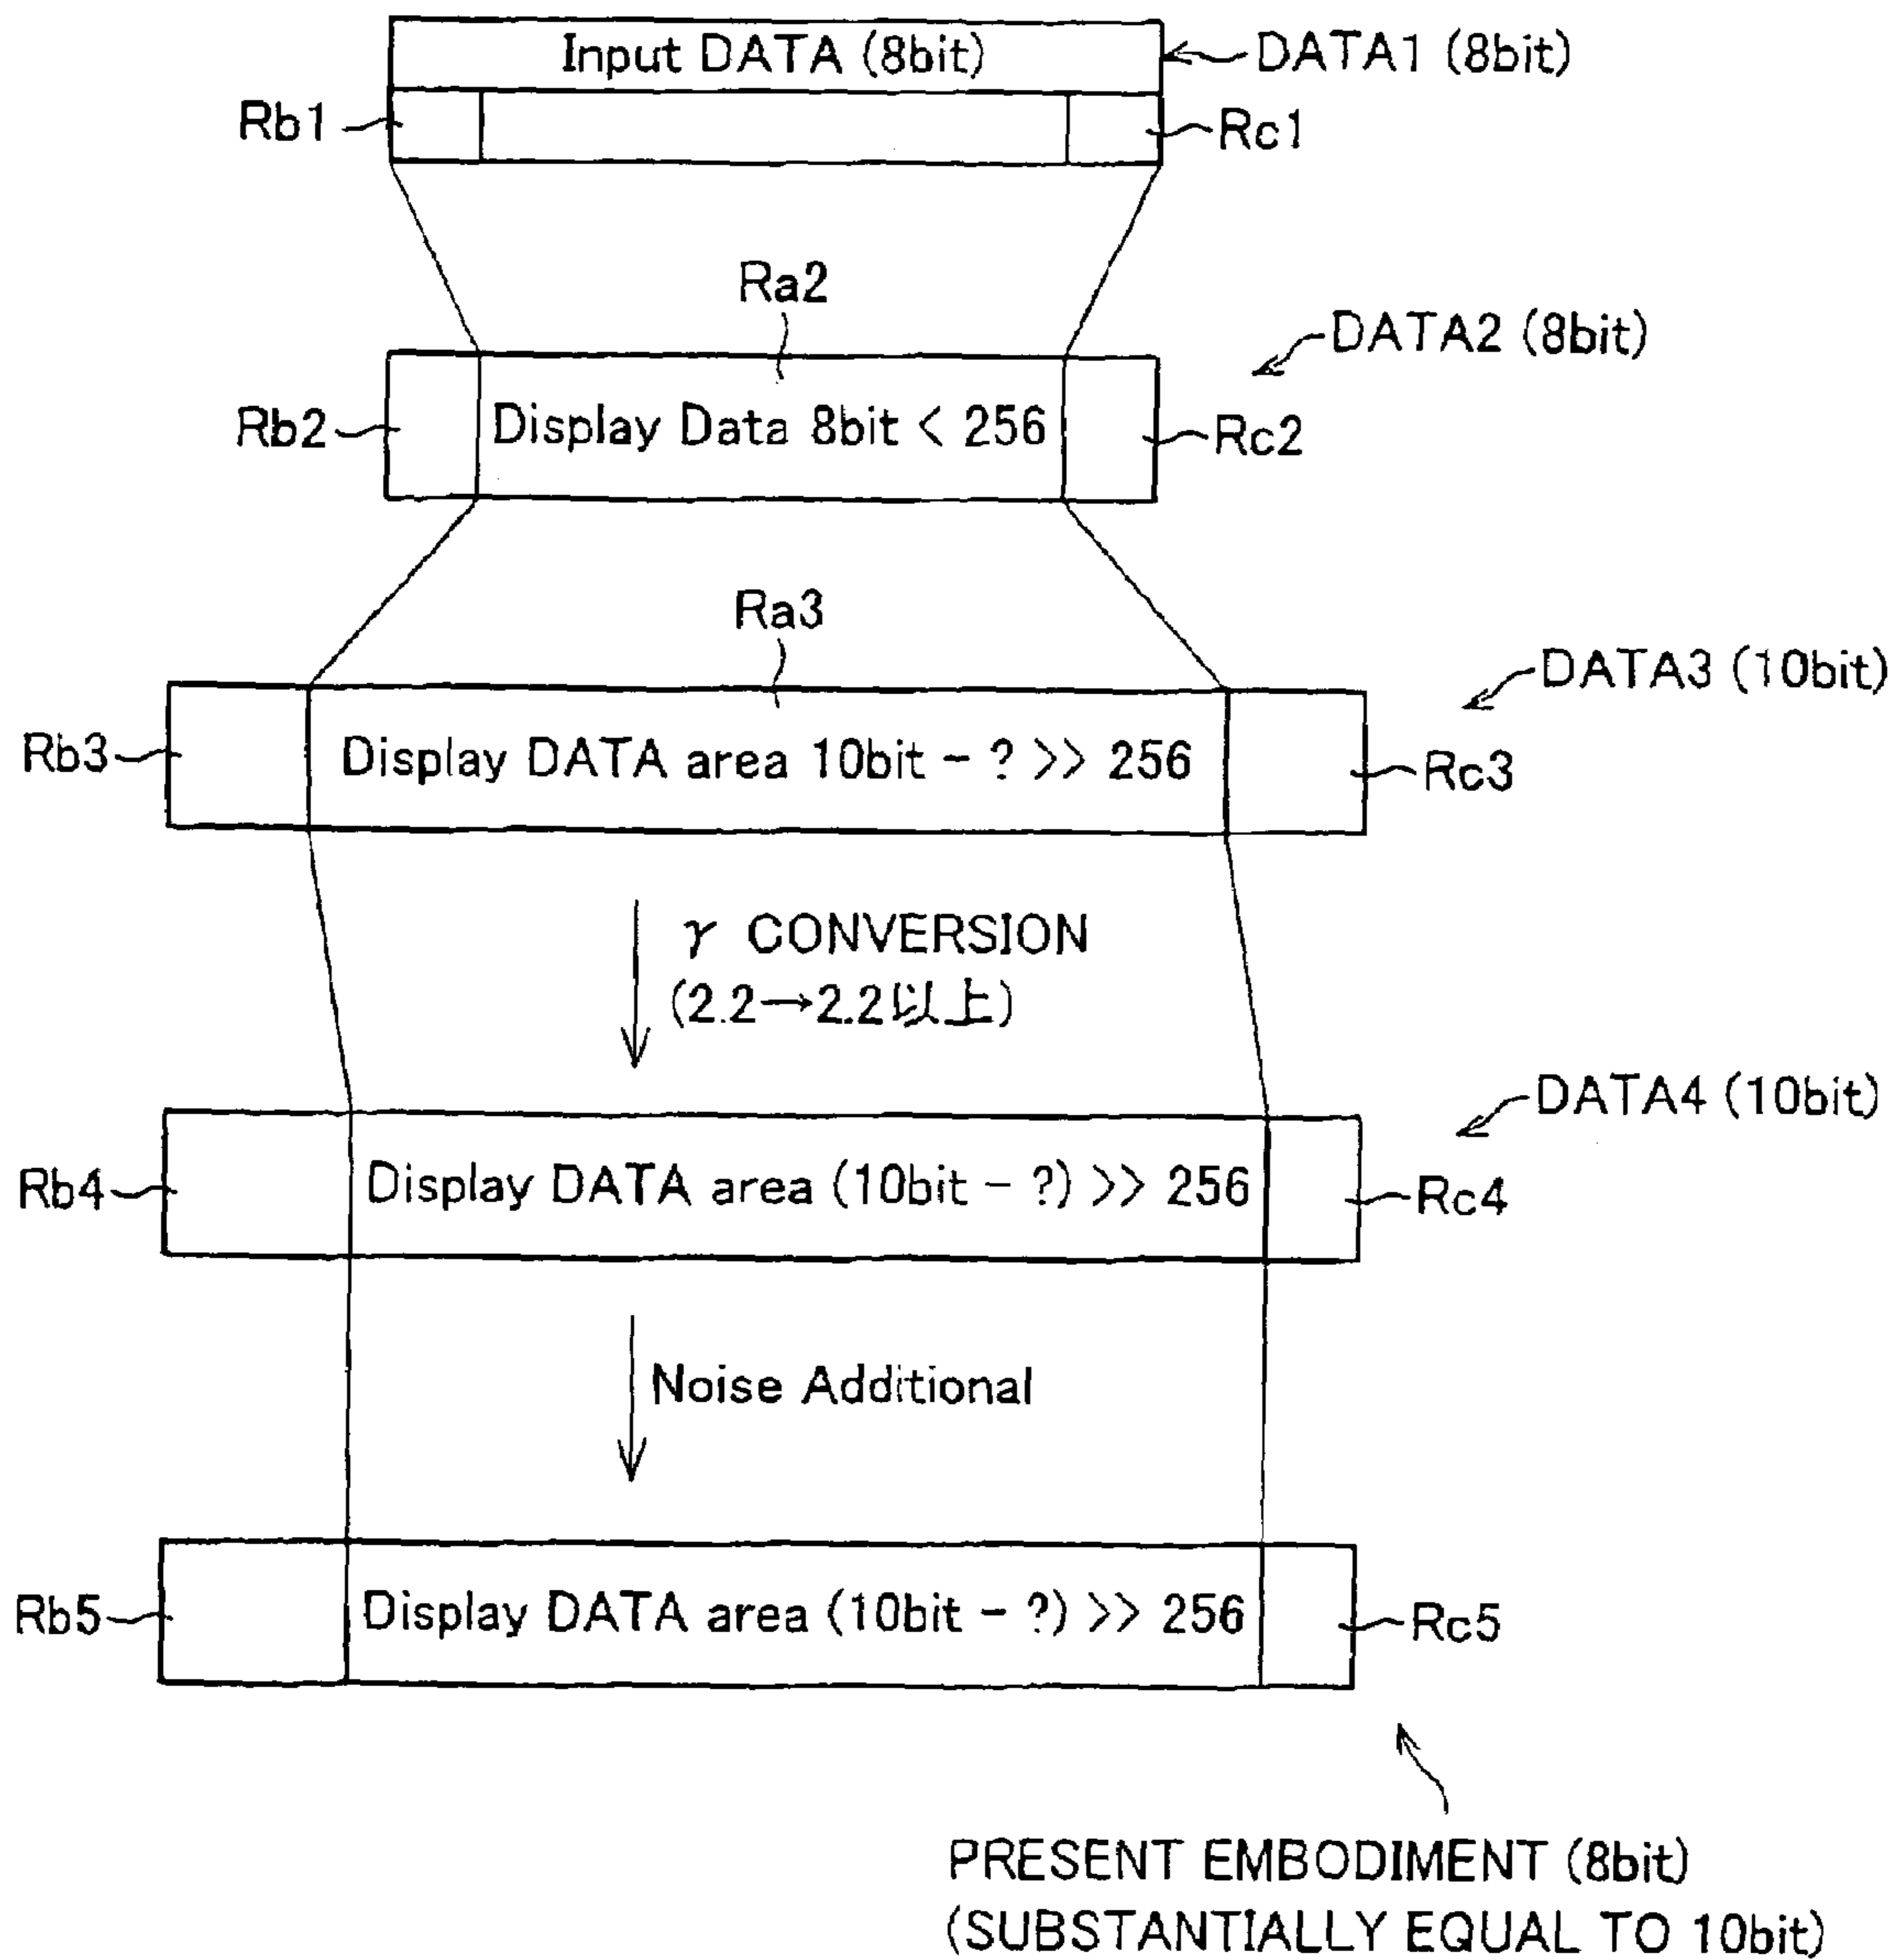 Input DATA (8bit)
DATA1 (8bit)
Rb1
Rc1
Ra2
DATA2 (8bit)
Rb2
Display Data 8bit < 256
Rc2
Ra3
DATA3 (10bit)
Rb3
Display DATA area 10bit - ? >> 256
Rc3
γ CONVERSION
(2.2→2.2以上)
DATA4 (10bit)
Rb4
Display DATA area (10bit - ?) >> 256
Rc4
Noise Additional
Rb5
Display DATA area (10bit - ?) >> 256
Rc5
PRESENT EMBODIMENT (8bit)
(SUBSTANTIALLY EQUAL TO 10bit)